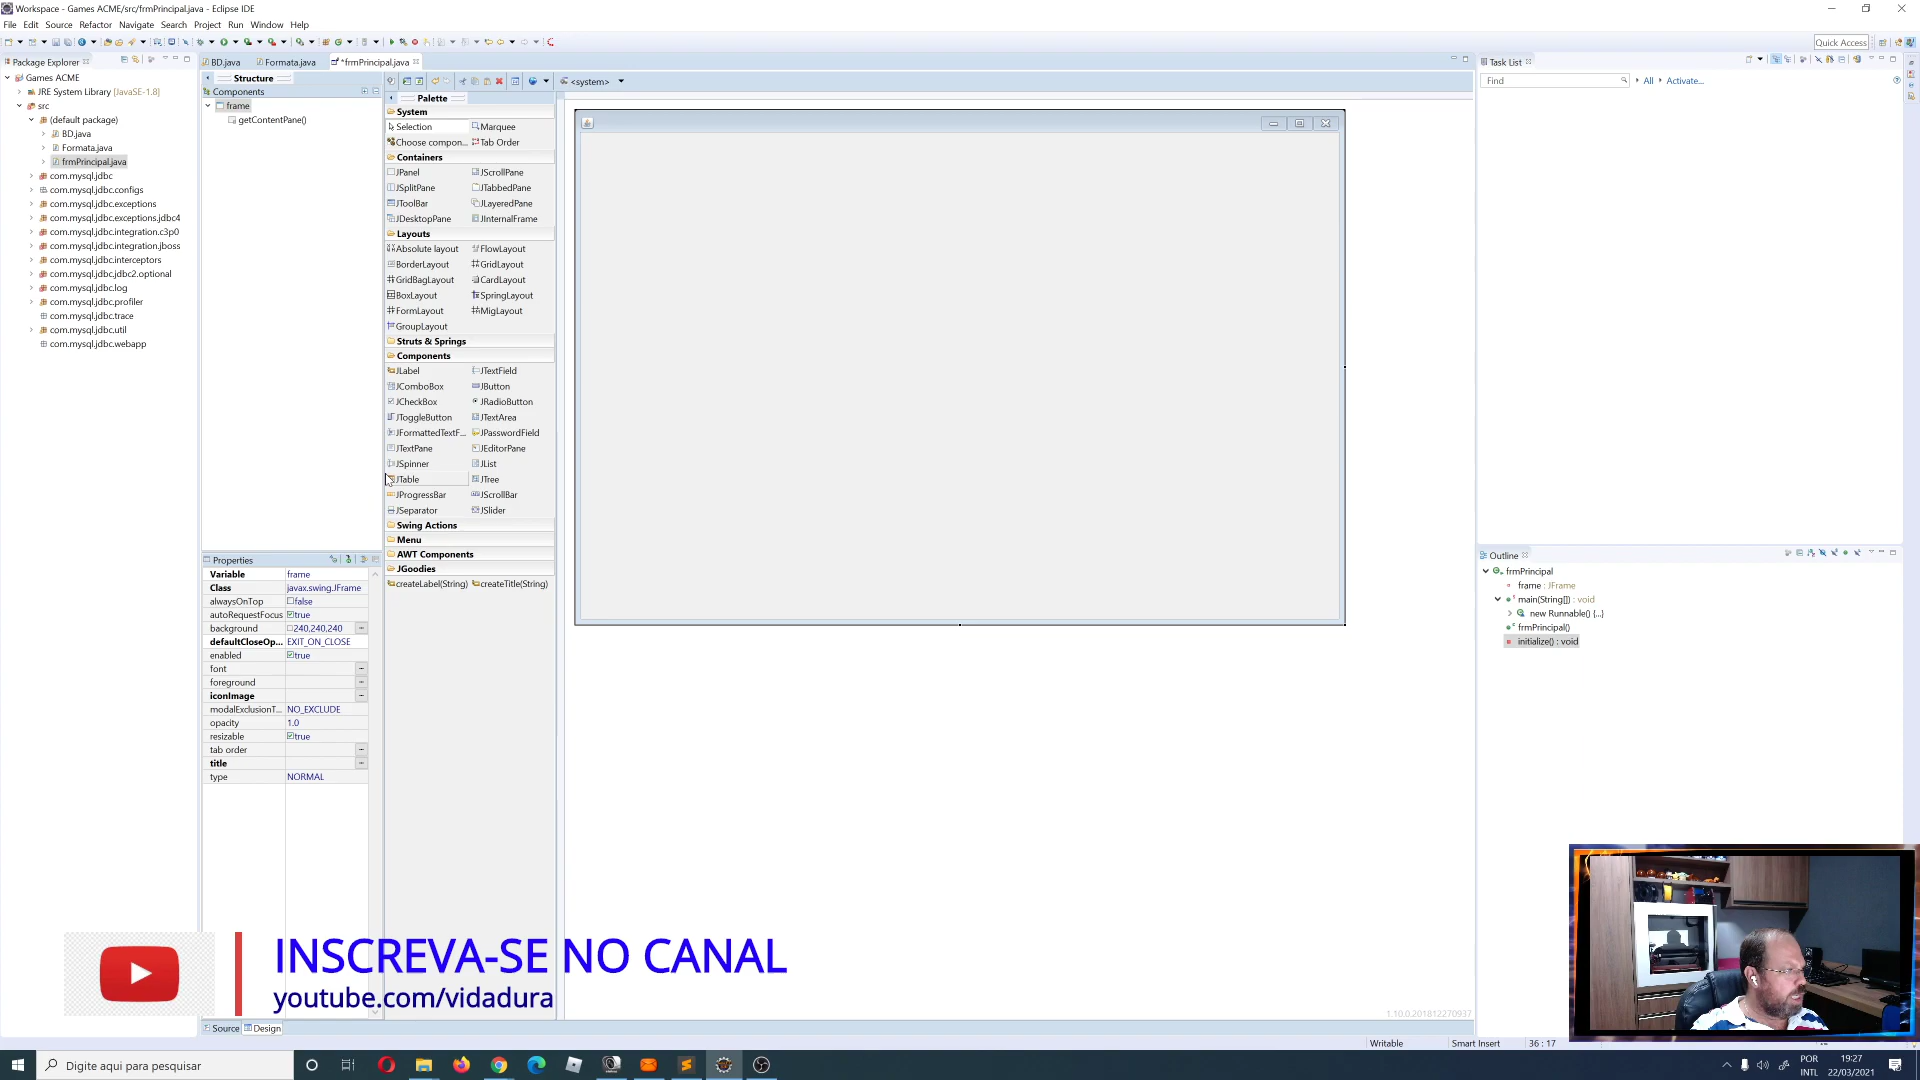 Workspace - Games ACME/src/frmPrincipal.java - Eclipse IDE
File Edit Source Refactor Navigate Search Project Run Window Help
Quick Access
Package Explorer
Games ACME
JRE System Library [JavaSE-1.8]
src
(default package)
BD.java
Formata.java
frmPrincipal.java
com.mysql.jdbc
com.mysql.jdbc.configs
com.mysql.jdbc.exceptions
com.mysql.jdbc.exceptions.jdbc4
com.mysql.jdbc.integration.c3p0
com.mysql.jdbc.integration.jboss
com.mysql.jdbc.interceptors
com.mysql.jdbc.jdbc2.optional
com.mysql.jdbc.log
com.mysql.jdbc.profiler
com.mysql.jdbc.trace
com.mysql.jdbc.util
com.mysql.jdbc.webapp
BD.java Formata.java *frmPrincipal.java
Structure
Components
frame
getContentPane()
Properties
Variable frame
Class javax.swing.JFrame
alwaysOnTop false
autoRequestFocus true
background 240,240,240
defaultCloseOp... EXIT_ON_CLOSE
enabled true
font
foreground
iconImage
modalExclusionT... NO_EXCLUDE
opacity 1.0
resizable true
tab order
title
type NORMAL
<system>
Palette
System
Selection Marquee
Choose compon... Tab Order
Containers
JPanel JScrollPane
JSplitPane JTabbedPane
JToolBar JLayeredPane
JDesktopPane JInternalFrame
Layouts
Absolute layout FlowLayout
BorderLayout GridLayout
GridBagLayout CardLayout
BoxLayout SpringLayout
FormLayout MigLayout
GroupLayout
Struts & Springs
Components
JLabel JTextField
JComboBox JButton
JCheckBox JRadioButton
JToggleButton JTextArea
JFormattedTextF... JPasswordField
JTextPane JEditorPane
JSpinner JList
JTable JTree
JProgressBar JScrollBar
JSeparator JSlider
Swing Actions
Menu
AWT Components
JGoodies
createLabel(String) createTitle(String)
1.10.0.201812270937
Source Design
Task List
Find All Activate...
Outline
frmPrincipal
frame : JFrame
main(String[]) : void
new Runnable() {...}
frmPrincipal()
initialize() : void
INSCREVA-SE NO CANAL
youtube.com/vidadura
Writable Smart Insert 36 : 17
Digite aqui para pesquisar
POR
INTL
19:27
22/03/2021